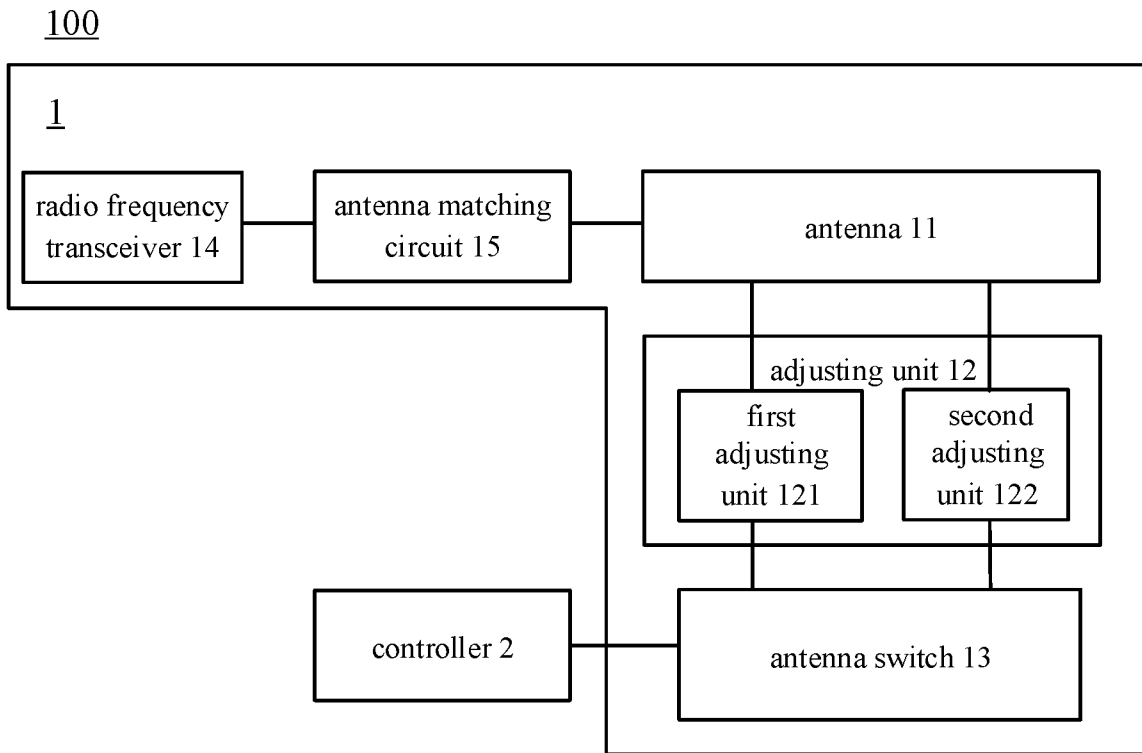 100
1
radio frequency
transceiver 14
antenna matching
circuit 15
antenna 11
adjusting unit 12
first
adjusting
unit 121
second
adjusting
unit 122
controller 2
antenna switch 13